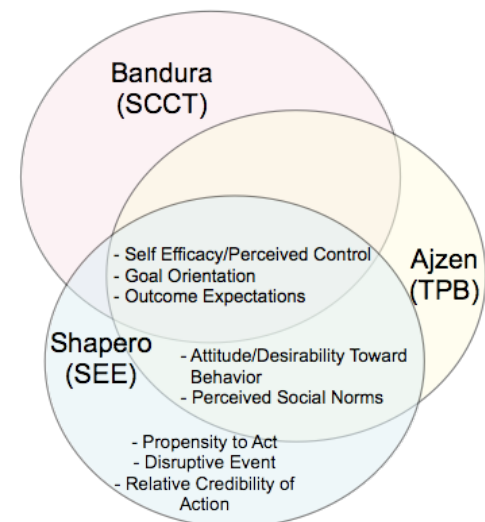 Bandura
(SCCT)
- Self Efficacy/Perceived Control
- Goal Orientation
- Outcome Expectations
Ajzen
(TPB)
Shapero
(SEE)
- Attitude/Desirability Toward
Behavior
- Perceived Social Norms
- Propensity to Act
- Disruptive Event
- Relative Credibility of
Action